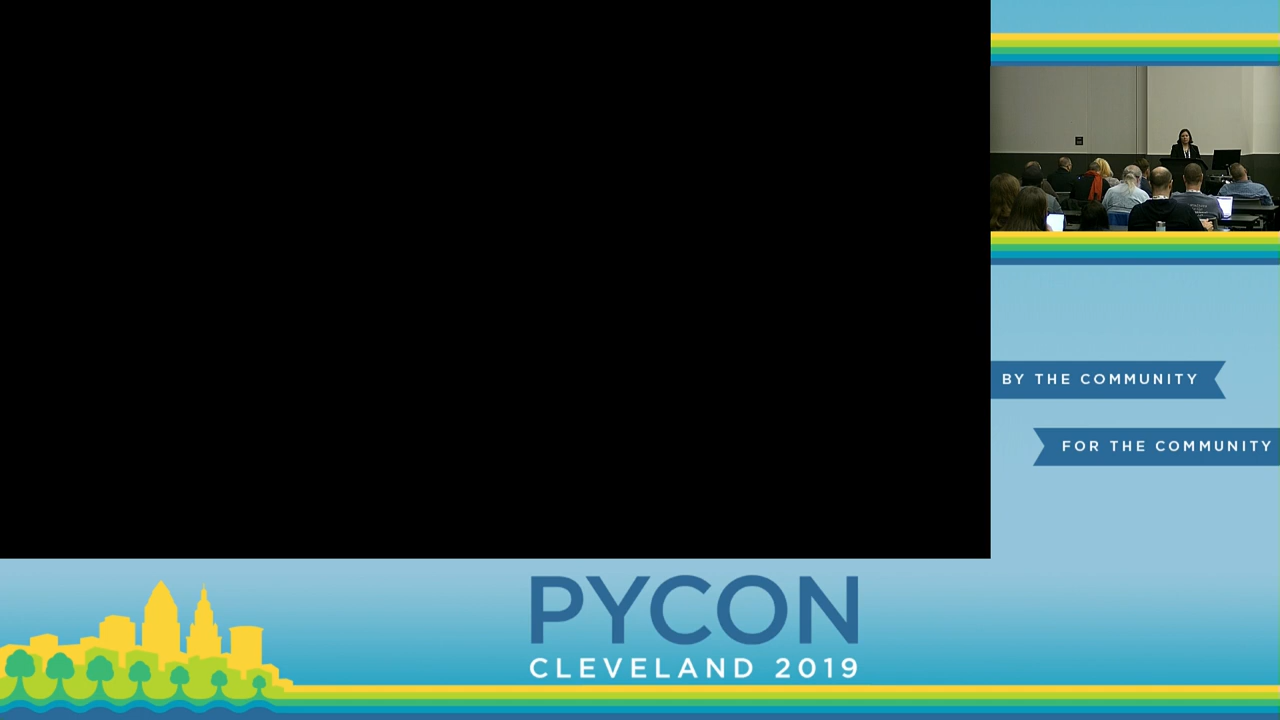 BY THE COMMUNITY
FOR THE COMMUNITY
PYCON
CLEVELAND 2019